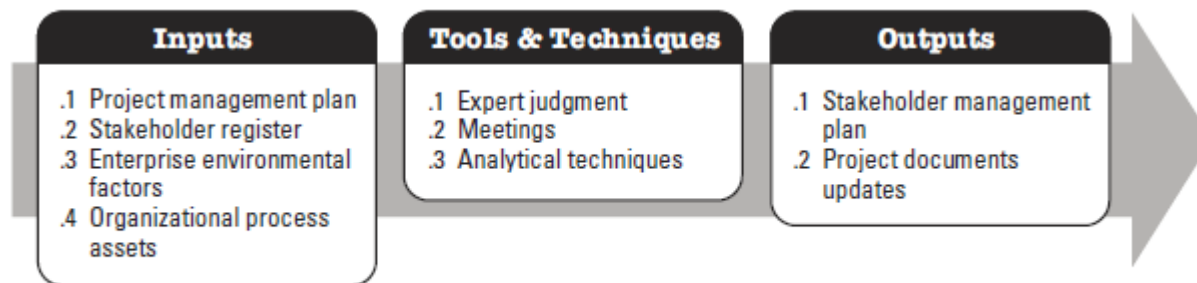 Inputs
.1 Project management plan
.2 Stakeholder register
.3 Enterprise environmental
factors
.4 Organizational process
assets
Tools & Techniques
.1 Expert judgment
.2 Meetings
.3 Analytical techniques
Outputs
.1 Stakeholder management
plan
.2 Project documents
updates